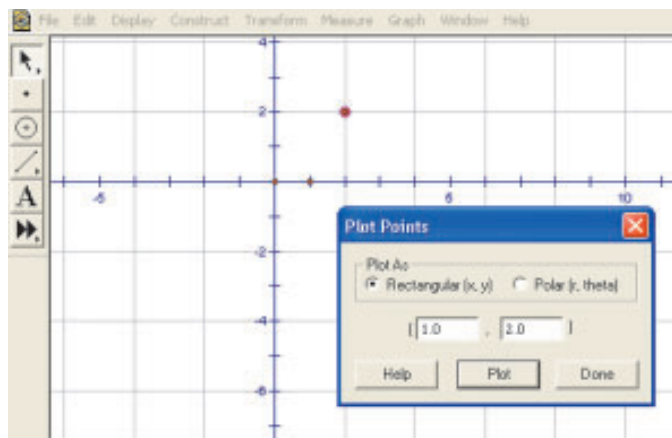 File Edit Display Construct Transform Measure Graph Window Help
A
4
2
-5
5
10
-2
-4
-6
Plot Points
Plot As
Rectangular (x, y) Polar (r, theta)
( 1.0 , 2.0 )
Help Plot Done